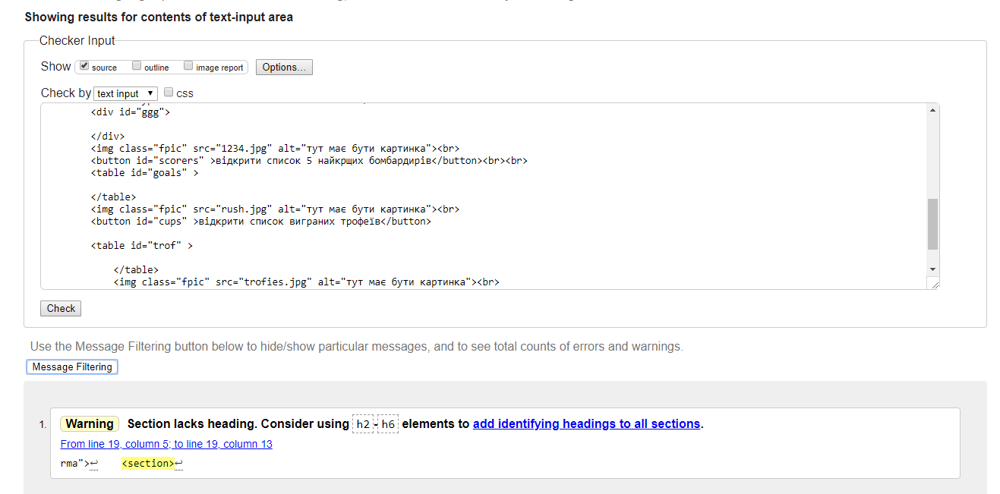 Showing results for contents of text-input area
Checker Input
Show source outline image report Options...
Check by text input css
<div id="ggg">
</div>
<img class="fpic" src="1234.jpg" alt="тут має бути картинка"><br>
<button id="scorers" >відкрити список 5 найкрщих бомбардирів</button><br><br>
<table id="goals" >
</table>
<img class="fpic" src="rush.jpg" alt="тут має бути картинка"><br>
<button id="cups" >відкрити список виграних трофеїв</button>
<table id="trof" >
</table>
<img class="fpic" src="trofies.jpg" alt="тут має бути картинка"><br>
Check
Use the Message Filtering button below to hide/show particular messages, and to see total counts of errors and warnings.
Message Filtering
1. Warning Section lacks heading. Consider using h2-h6 elements to add identifying headings to all sections.
From line 19, column 5; to line 19, column 13
rma">↩ <section>↩